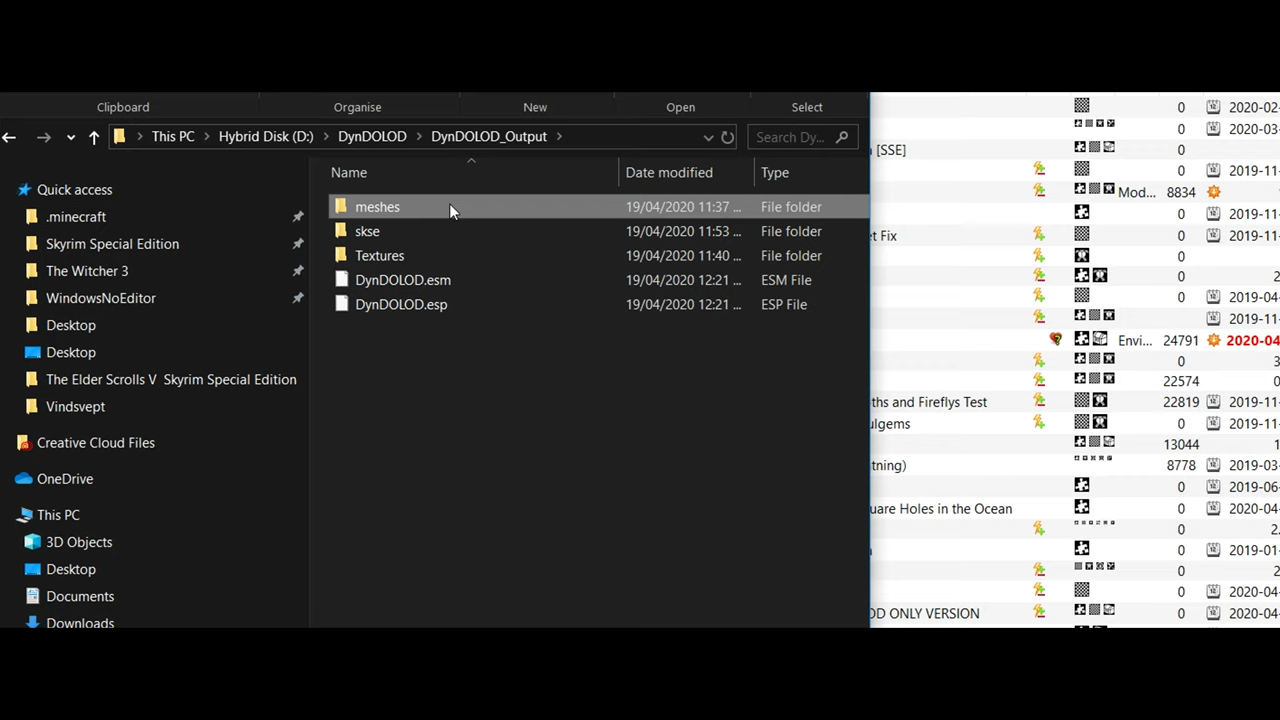 Clipboard Organise New Open Select
This PC > Hybrid Disk (D:) > DynDOLOD > DynDOLOD_Output >
Search Dy...
Name Date modified Type
meshes 19/04/2020 11:37 ... File folder
skse 19/04/2020 11:53 ... File folder
Textures 19/04/2020 11:40 ... File folder
DynDOLOD.esm 19/04/2020 12:21 ... ESM File
DynDOLOD.esp 19/04/2020 12:21 ... ESP File
Quick access
.minecraft
Skyrim Special Edition
The Witcher 3
WindowsNoEditor
Desktop
Desktop
The Elder Scrolls V Skyrim Special Edition
Vindsvept
Creative Cloud Files
OneDrive
This PC
3D Objects
Desktop
Documents
Downloads
0 2020-02-
0 2020-03-
[SSE] 0
0 2019-11-
Mod... 8834
0 2019-11-
et Fix 0 2019-11-
0
0 2
0 2019-04-
2019-11-
Envi... 24791 2020-04
0 3
22574 0
ths and Fireflys Test 22819 2019-11-
ulgems 0 2019-11-
13044 1
tning) 8778 2019-03-
0 2019-06-
uare Holes in the Ocean 0 2020-04-
0 2.
0 2019-01-
0 2
0 2020-04-
OD ONLY VERSION 0 2020-04-